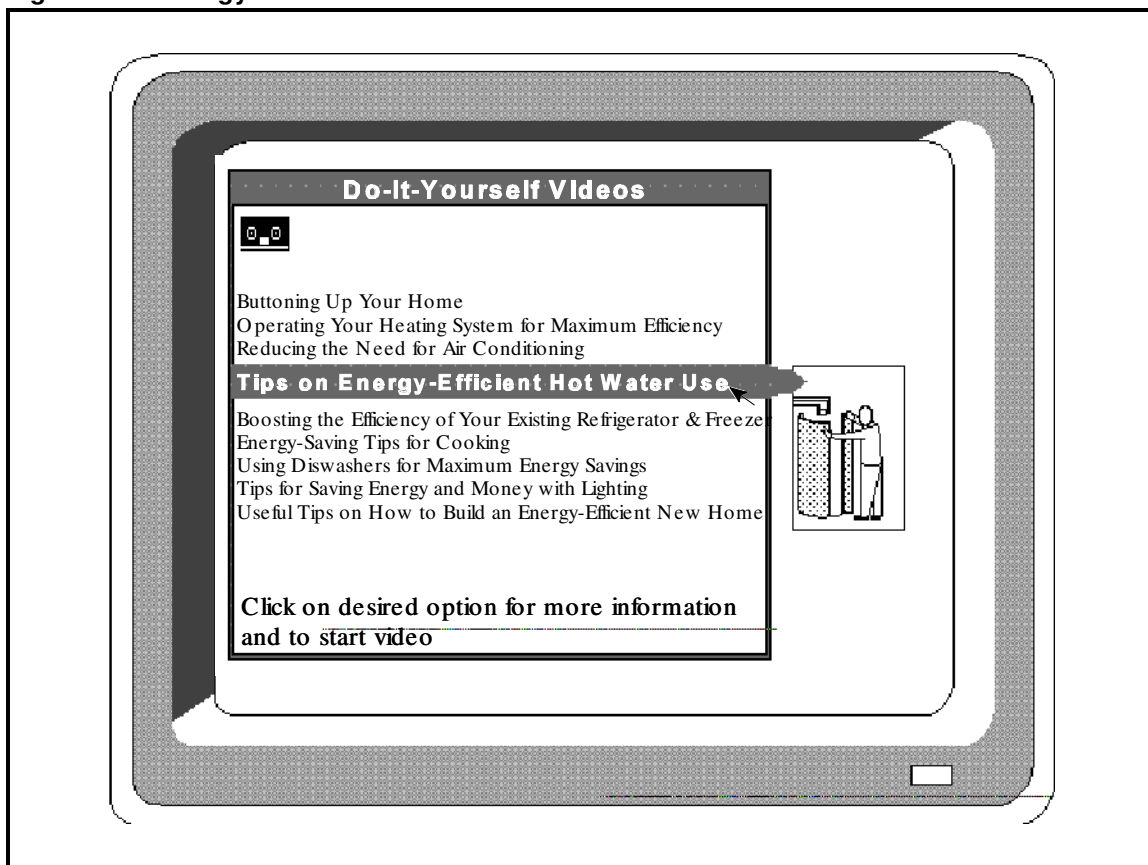 Do-It-Yourself Videos
Buttoning Up Your Home
Operating Your Heating System for Maximum Efficiency
Reducing the Need for Air Conditioning
Tips on Energy-Efficient Hot Water Use
Boosting the Efficiency of Your Existing Refrigerator & Freezer
Energy-Saving Tips for Cooking
Using Diswashers for Maximum Energy Savings
Tips for Saving Energy and Money with Lighting
Useful Tips on How to Build an Energy-Efficient New Home
Click on desired option for more information
and to start video